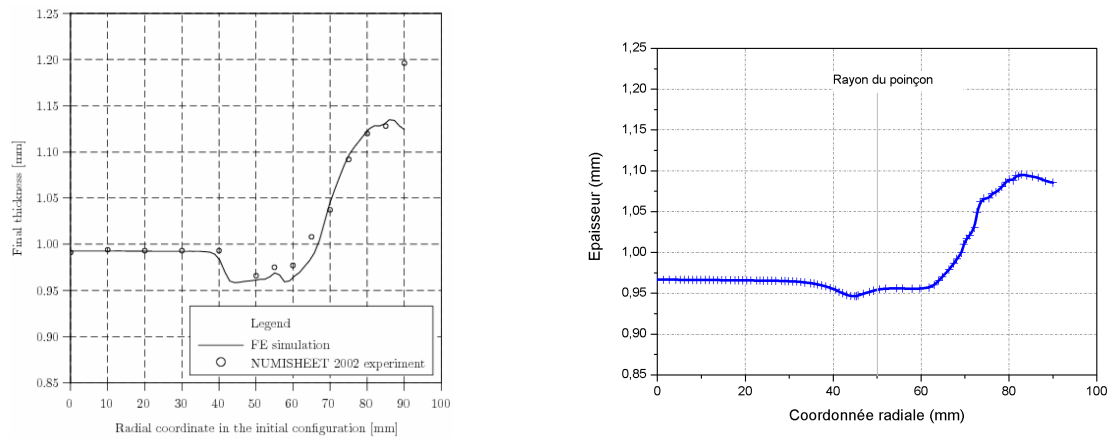 1.25
1.20
1.15
1.10
1.05
1.00
0.95
0.90
0.85
Final thickness [mm]
Legend
FE simulation
NUMISHEET 2002 experiment
0 10 20 30 40 50 60 70 80 90 100
Radial coordinate in the initial configuration [mm]
1,25
1,20
1,15
1,10
1,05
1,00
0,95
0,90
0,85
Epaisseur (mm)
Rayon du poinçon
0 20 40 60 80 100
Coordonnée radiale (mm)